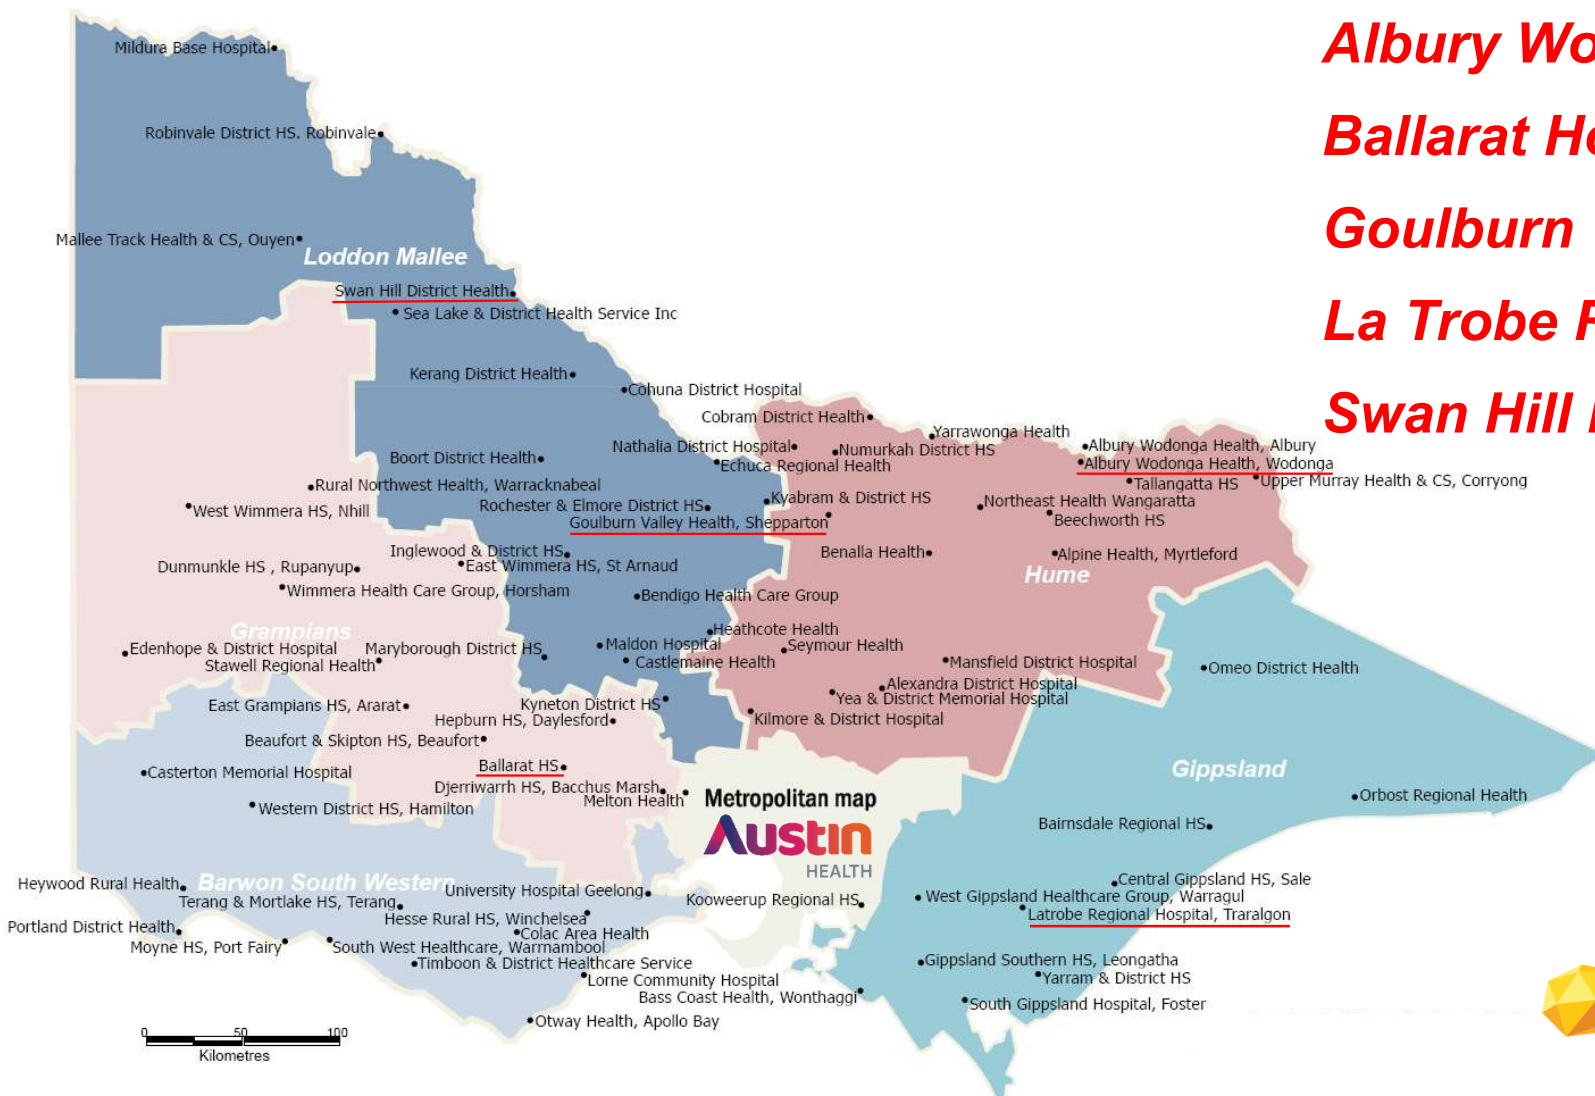 Albury Wo
Ballarat H
Goulburn
La Trobe
Swan Hill
Mildura Base Hospital
Robinvale District HS. Robinvale
Mallee Track Health & CS, Ouyen
Loddon Mallee
Swan Hill District Health
Sea Lake & District Health Service Inc
Kerang District Health
Cohuna District Hospital
Cobram District Health
Yarrawonga Health
Nathalia District Hospital
Numurkah District HS
Albury Wodonga Health, Albury
Boort District Health
Echuca Regional Health
Albury Wodonga Health, Wodonga
Rural Northwest Health, Warracknabeal
Tallangatta HS
Upper Murray Health & CS, Corryong
West Wimmera HS, Nhill
Rochester & Elmore District HS
Kyabram & District HS
Northeast Health Wangaratta
Goulburn Valley Health, Shepparton
Beechworth HS
Inglewood & District HS
East Wimmera HS, St Arnaud
Benalla Health
Alpine Health, Myrtleford
Dunmunkle HS , Rupanyup
Hume
Wimmera Health Care Group, Horsham
Bendigo Health Care Group
Grampians
Heathcote Health
Edenhope & District Hospital
Maryborough District HS
Maldon Hospital
Seymour Health
Stawell Regional Health
Castlemaine Health
Mansfield District Hospital
Omeo District Health
Alexandra District Hospital
East Grampians HS, Ararat
Kyneton District HS
Yea & District Memorial Hospital
Hepburn HS, Daylesford
Kilmore & District Hospital
Beaufort & Skipton HS, Beaufort
Ballarat HS
Gippsland
Casterton Memorial Hospital
Djerriwarrh HS, Bacchus Marsh
Melton Health
Metropolitan map
Orbost Regional Health
Western District HS, Hamilton
Austin
HEALTH
Bairnsdale Regional HS
Heywood Rural Health
Barwon South Western
University Hospital Geelong
Central Gippsland HS, Sale
Terang & Mortlake HS, Terang
Kooweerup Regional HS
West Gippsland Healthcare Group, Warragul
Hesse Rural HS, Winchelsea
Latrobe Regional Hospital, Traralgon
Portland District Health
Colac Area Health
Moyne HS, Port Fairy
South West Healthcare, Warrnambool
Timboon & District Healthcare Service
Gippsland Southern HS, Leongatha
Lorne Community Hospital
Yarram & District HS
Bass Coast Health, Wonthaggi
South Gippsland Hospital, Foster
Otway Health, Apollo Bay
0 50 100
Kilometres